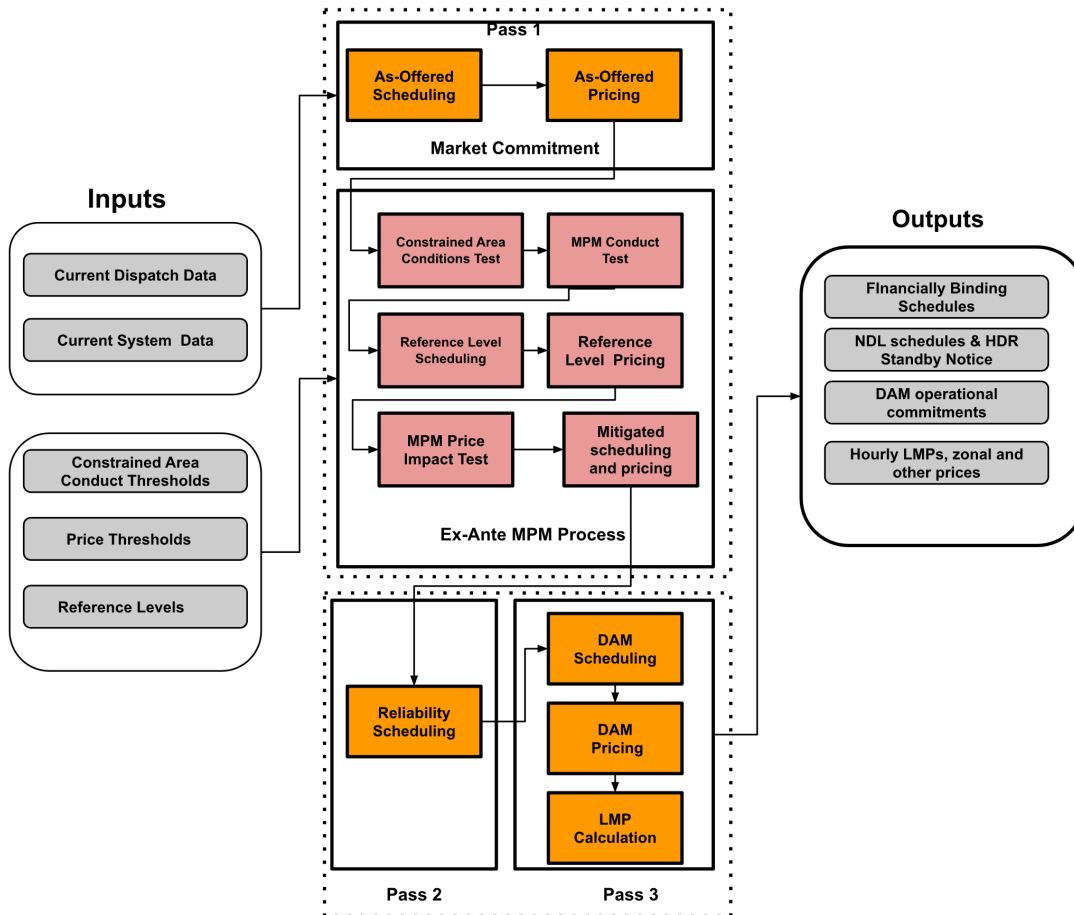 Pass 1
As-Offered
Scheduling
As-Offered
Pricing
Market Commitment
Inputs
Current Dispatch Data
Current System  Data
Constrained Area
Conduct Thresholds
Price Thresholds
Reference Levels
Constrained Area
Conditions Test
MPM Conduct
Test
Reference Level
Scheduling
Reference
Level  Pricing
MPM Price
Impact Test
Mitigated
scheduling
and pricing
Ex-Ante MPM Process
Reliability
Scheduling
Pass 2
DAM
Scheduling
DAM
Pricing
LMP
Calculation
Pass 3
Outputs
FInancially Binding
Schedules
NDL schedules & HDR
Standby Notice
DAM operational
commitments
Hourly LMPs, zonal and
other prices